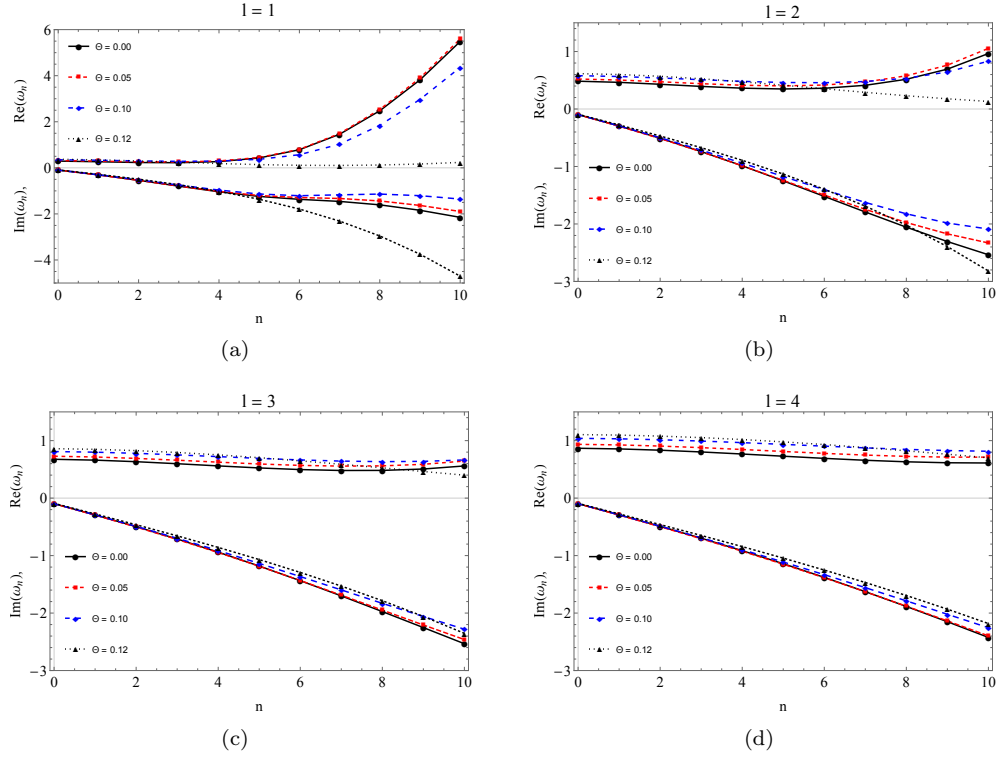 l = 1
6
4
2
0
−2
−4
Im(ωn), Re(ωn)
Θ = 0.00
Θ = 0.05
Θ = 0.10
Θ = 0.12
0 2 4 6 8 10
n
(a)
l = 2
1
0
−1
−2
−3
Im(ωn), Re(ωn)
Θ = 0.00
Θ = 0.05
Θ = 0.10
Θ = 0.12
0 2 4 6 8 10
n
(b)
l = 3
1
0
−1
−2
−3
Im(ωn), Re(ωn)
Θ = 0.00
Θ = 0.05
Θ = 0.10
Θ = 0.12
0 2 4 6 8 10
n
(c)
l = 4
1
0
−1
−2
−3
Im(ωn), Re(ωn)
Θ = 0.00
Θ = 0.05
Θ = 0.10
Θ = 0.12
0 2 4 6 8 10
n
(d)